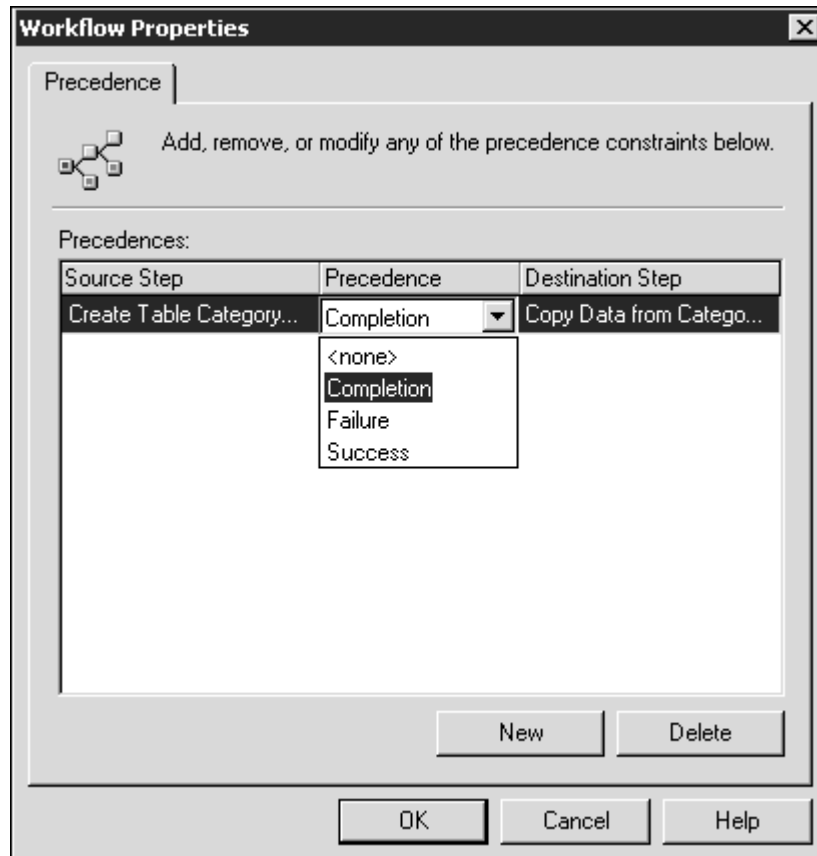 Workflow Properties
Precedence
Add, remove, or modify any of the precedence constraints below.
Precedences:
Source Step Precedence Destination Step
Create Table Category... Completion Copy Data from Catego...
<none>
Completion
Failure
Success
New Delete
OK Cancel Help